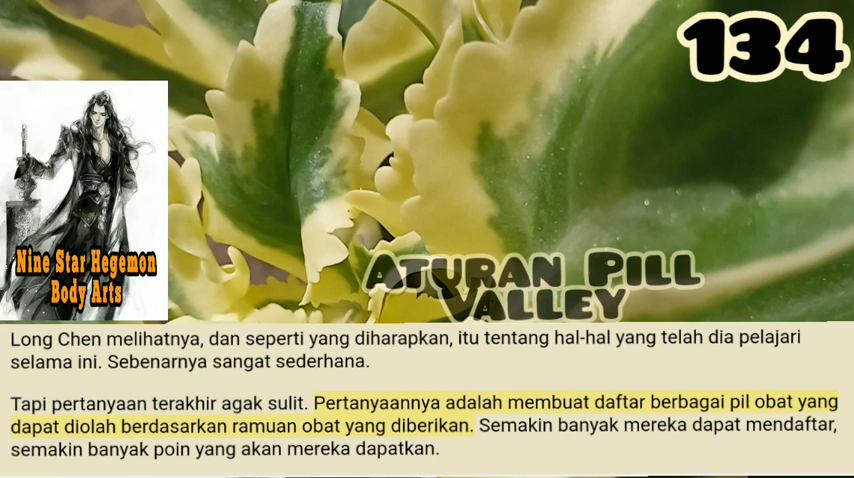 134
Nine Star Hegemon
Body Arts
ATURAN PILL
VALLEY
Long Chen melihatnya, dan seperti yang diharapkan, itu tentang hal-hal yang telah dia pelajari
selama ini. Sebenarnya sangat sederhana.
Tapi pertanyaan terakhir agak sulit. Pertanyaannya adalah membuat daftar berbagai pil obat yang
dapat diolah berdasarkan ramuan obat yang diberikan. Semakin banyak mereka dapat mendaftar,
semakin banyak poin yang akan mereka dapatkan.